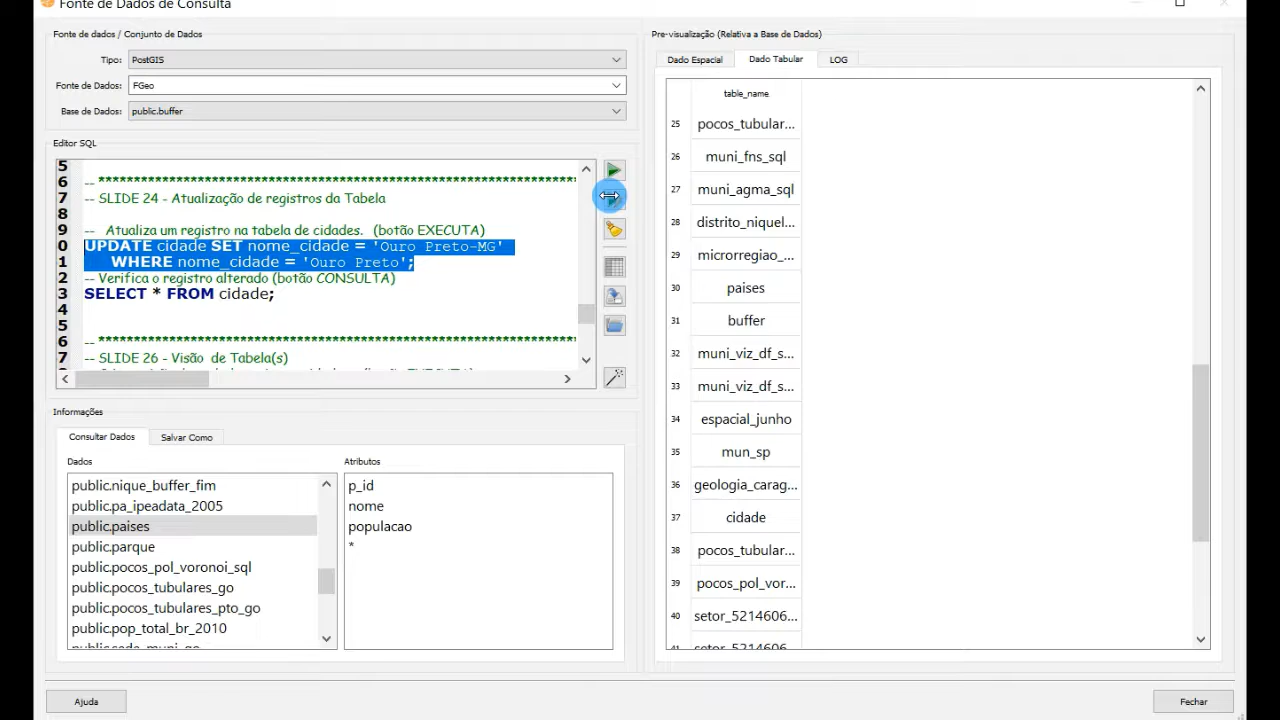 Fonte de Dados de Consulta
Fonte de dados / Conjunto de Dados
Tipo: PostGIS
Fonte de Dados: FGeo
Base de Dados: public.buffer
Editor SQL
5
6 -- ******************************************************************
7 -- SLIDE 24 - Atualização de registros da Tabela
8
9 -- Atualiza um registro na tabela de cidades. (botão EXECUTA)
0 UPDATE cidade SET nome_cidade = 'Ouro Preto-MG'
1 WHERE nome_cidade = 'Ouro Preto';
2 -- Verifica o registro alterado (botão CONSULTA)
3 SELECT * FROM cidade;
4
5
6 -- ******************************************************************
7 -- SLIDE 26 - Visão de Tabela(s)
Informações
Consultar Dados Salvar Como
Dados Atributos
public.nique_buffer_fim p_id
public.pa_ipeadata_2005 nome
public.paises populacao
public.parque *
public.pocos_pol_voronoi_sql
public.pocos_tubulares_go
public.pocos_tubulares_pto_go
public.pop_total_br_2010
Pre-visualização (Relativa a Base de Dados)
Dado Espacial Dado Tabular LOG
table_name
25 pocos_tubular...
26 muni_fns_sql
27 muni_agma_sql
28 distrito_niquel...
29 microrregiao_...
30 paises
31 buffer
32 muni_viz_df_s...
33 muni_viz_df_s...
34 espacial_junho
35 mun_sp
36 geologia_carag...
37 cidade
38 pocos_tubular...
39 pocos_pol_vor...
40 setor_5214606...
41 setor_5214606...
Ajuda Fechar